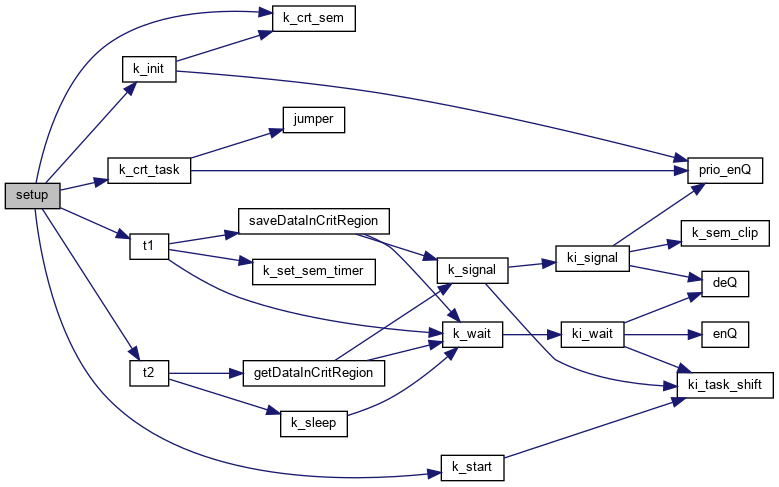 k_crt_sem
k_init
jumper
k_crt_task
prio_enQ
setup
saveDataInCritRegion
k_sem_clip
t1
ki_signal
k_set_sem_timer
k_signal
deQ
k_wait
ki_wait
enQ
t2
getDataInCritRegion
ki_task_shift
k_sleep
k_start